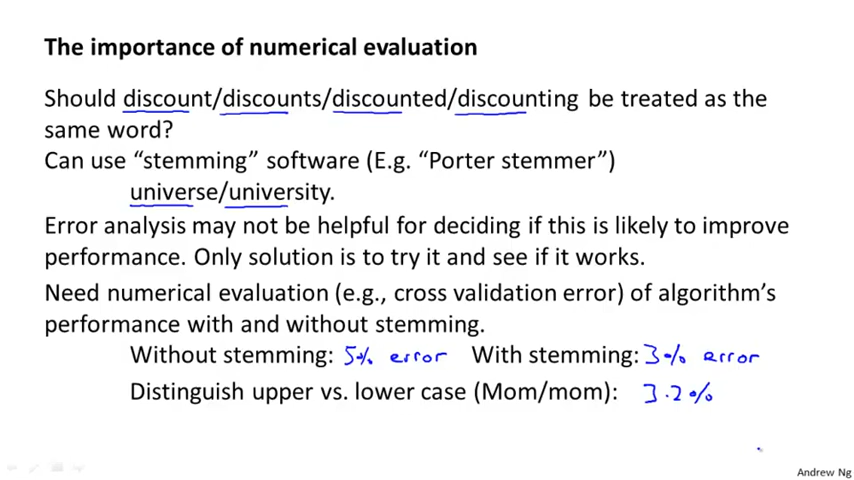 The importance of numerical evaluation
Should discount/discounts/discounted/discounting be treated as the
same word?
Can use “stemming” software (E.g. “Porter stemmer”)
universe/university.
Error analysis may not be helpful for deciding if this is likely to improve
performance. Only solution is to try it and see if it works.
Need numerical evaluation (e.g., cross validation error) of algorithm’s
performance with and without stemming.
Without stemming: 5% error With stemming: 3% error
Distinguish upper vs. lower case (Mom/mom): 3.2%
Andrew Ng